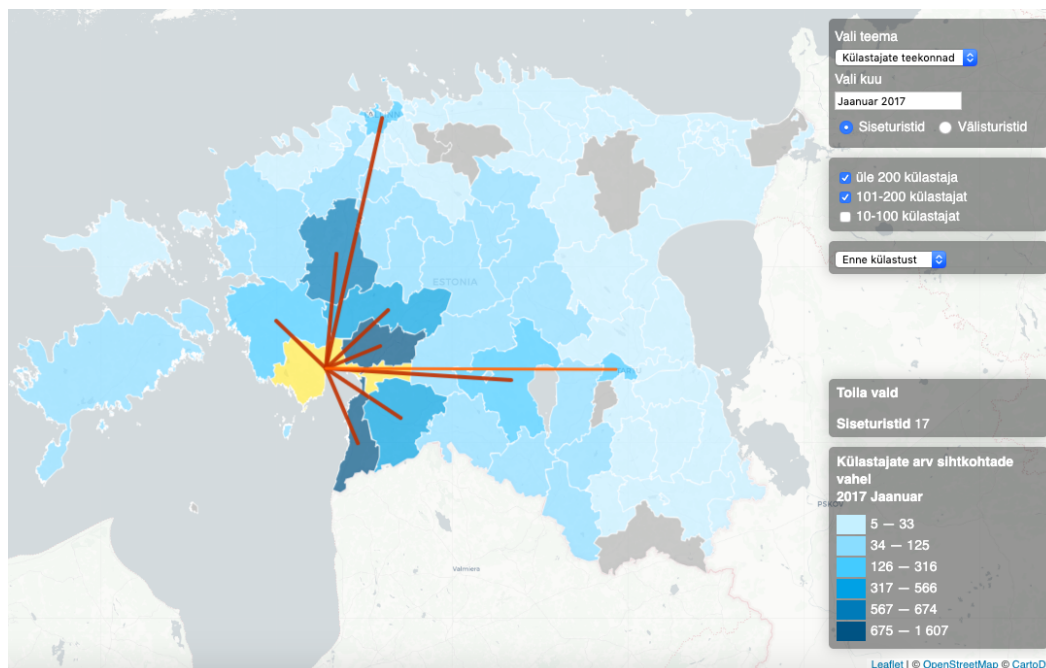 Vali teema
Külastajate teekonnad
Vali kuu
Jaanuar 2017
Siseturistid
Välisturistid
üle 200 külastaja
101-200 külastajat
10-100 külastajat
ESTONIA
Enne külastust
Tolla vald
Siseturistid 17
Külastajate arv sihtkohtade
vahel
2017 Jaanuar
5 — 33
34 — 125
126 — 316
317 — 566
567 — 674
675 — 1 607
PSKOV
Valmiera
Leaflet | © OpenStreetMap © CartoD